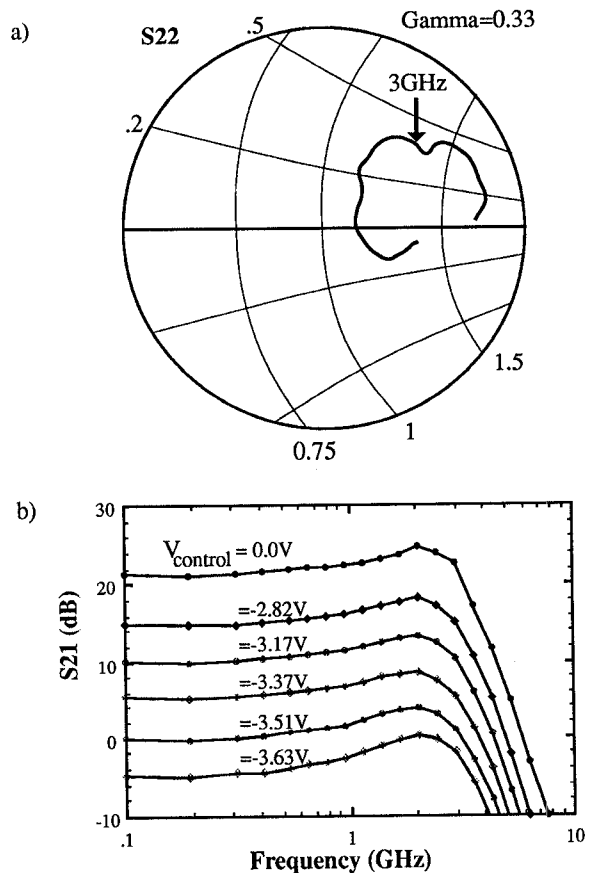 a)
S22
Gamma=0.33
.5
3GHz
.2
1.5
1
0.75
b)
30
20
10
0
-10
S21 (dB)
Vcontrol = 0.0V
=-2.82V
=-3.17V
=-3.37V
=-3.51V
=-3.63V
.1
1
10
Frequency (GHz)